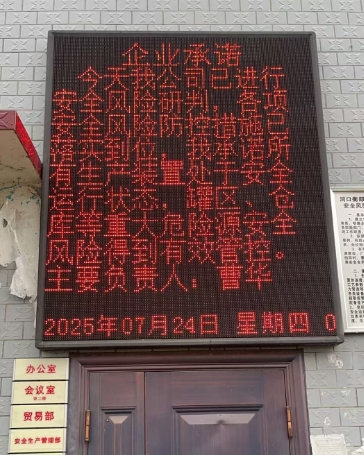 企业承诺
今天我公司已进行
安全风险研判,各项
安全风险防控措施已
落实到位,我承诺所
有生产装置处于安全
运行状态,罐区、仓
库等重大险源安全
风险得到有效管控。
主要负责人：曹华
2025年07月24日 星期四 0
办公室
会议室
贸易部
安全生产管理部